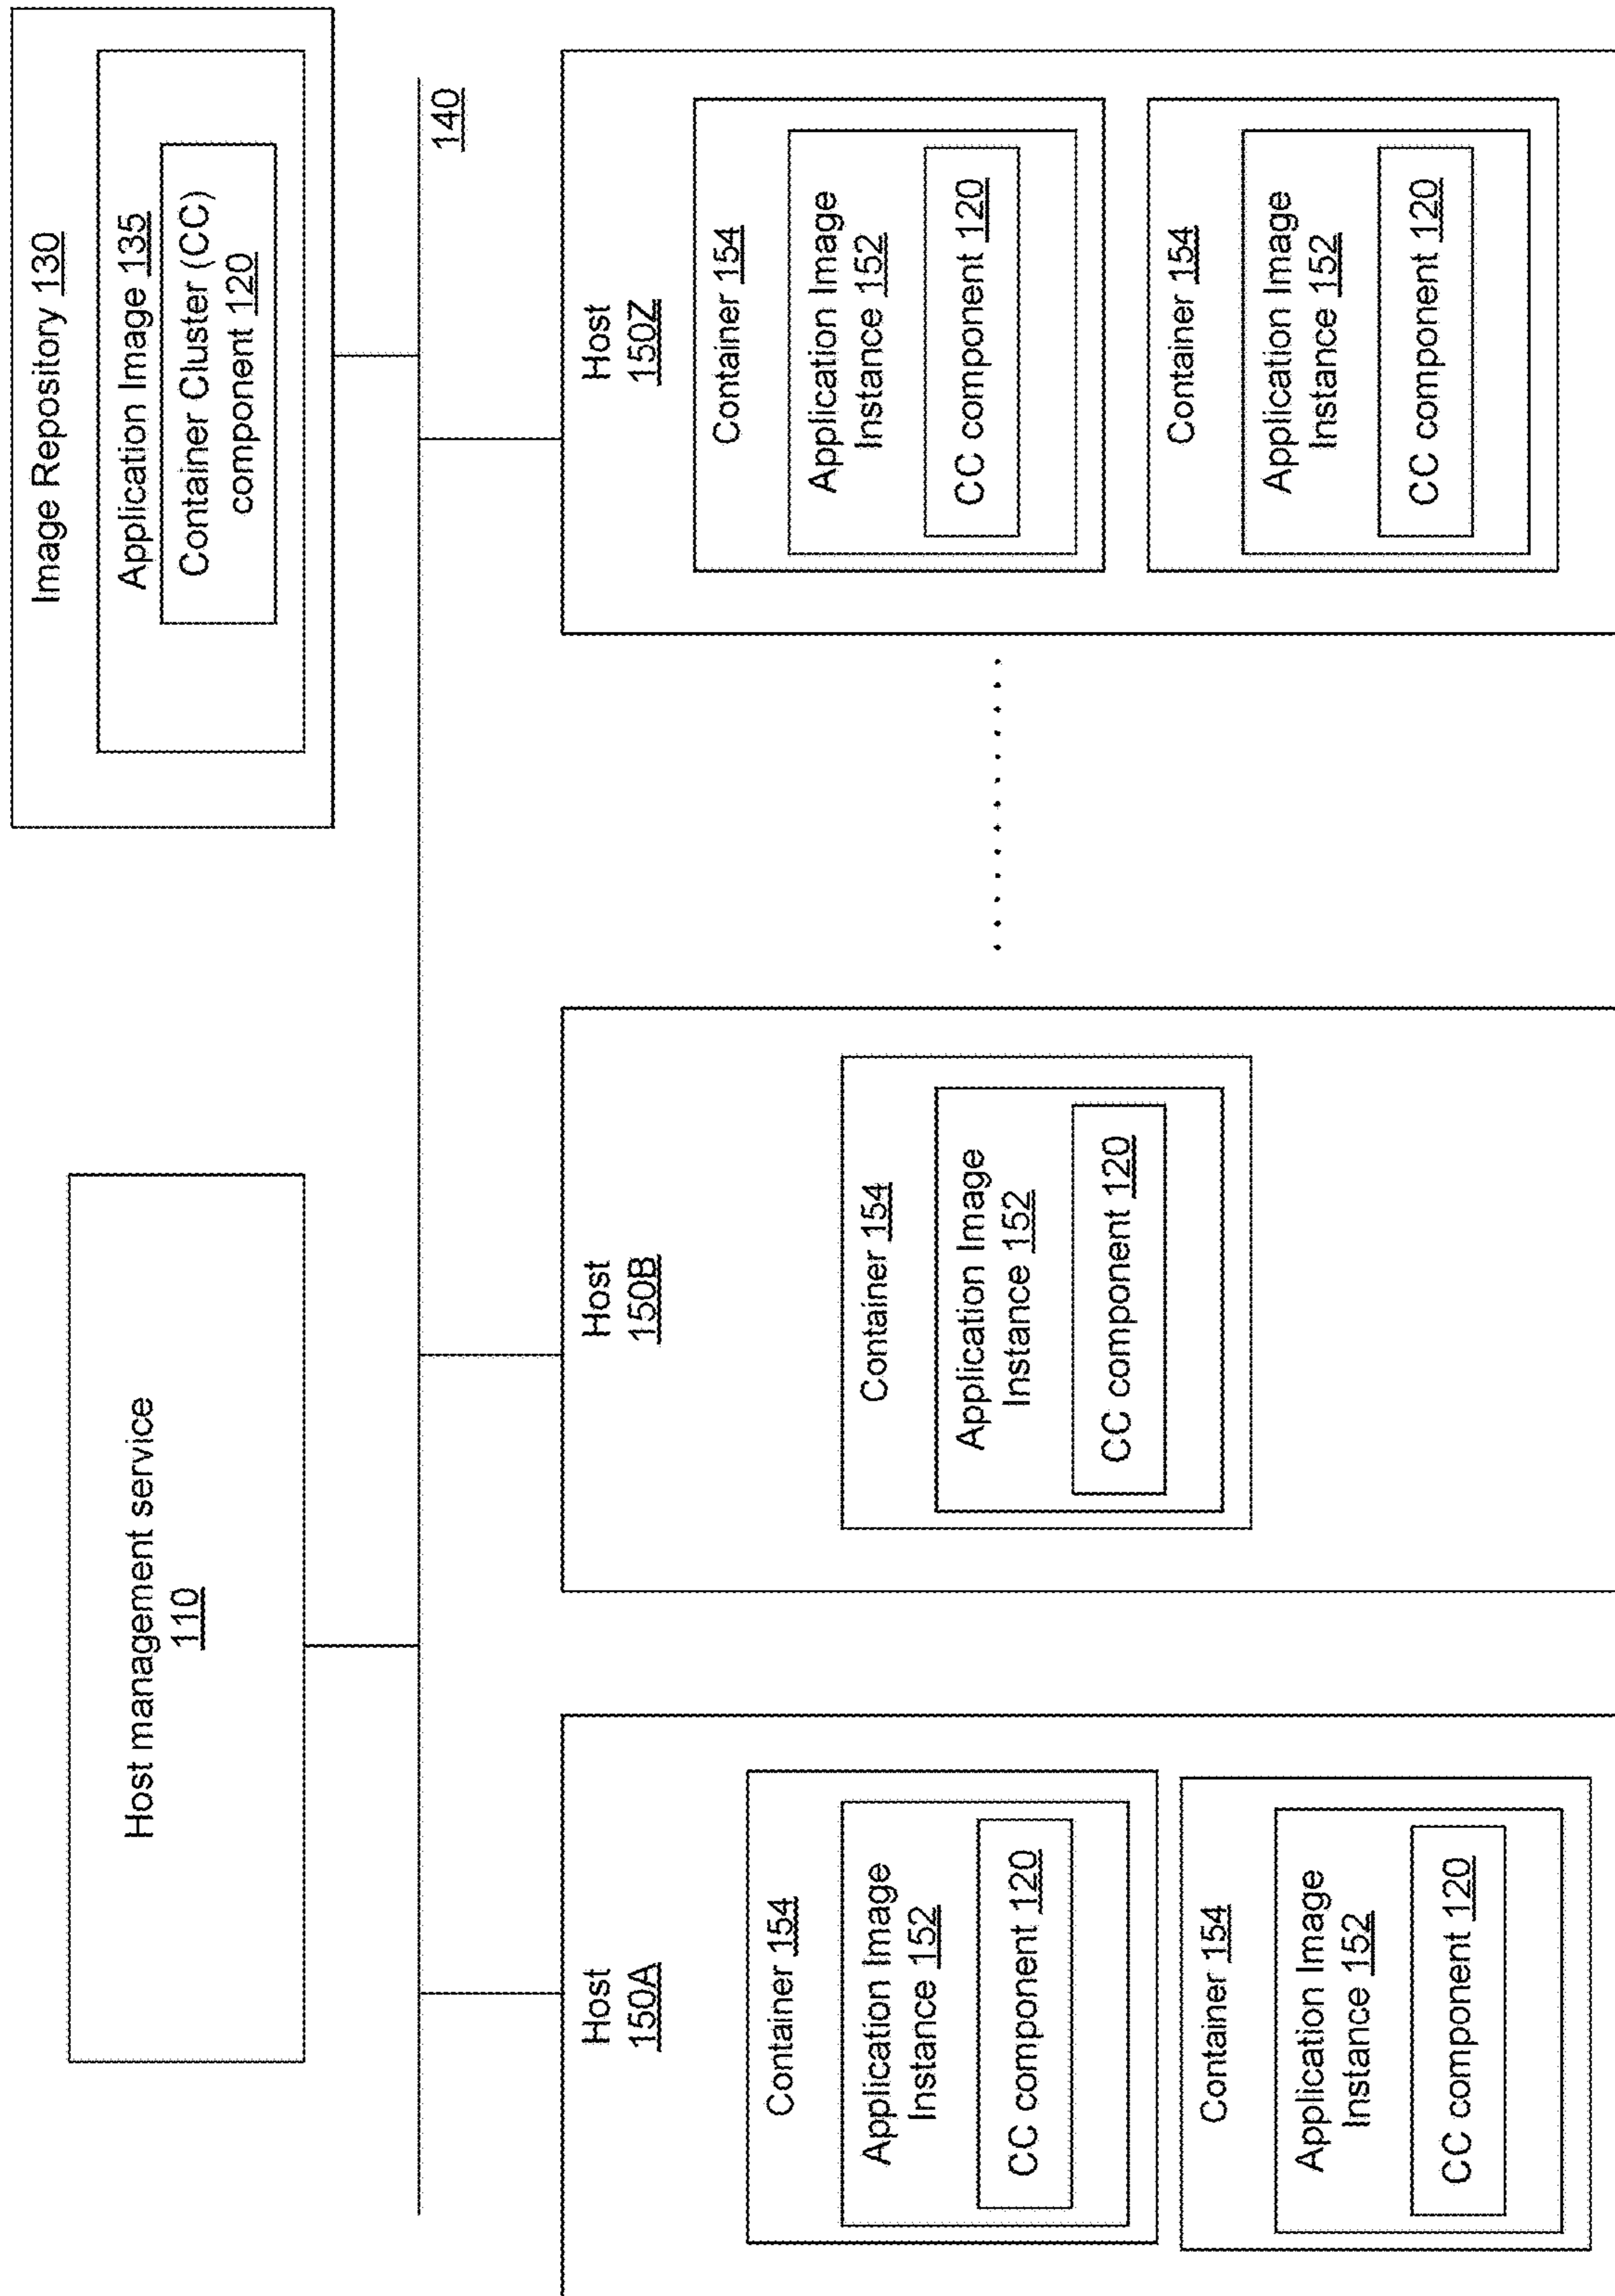 Host management service
110
Image Repository 130
Application Image 135
Container Cluster (CC)
component 120
140
Host
150A
Container 154
Application Image
Instance 152
CC component 120
Container 154
Application Image
Instance 152
CC component 120
Host
150B
Container 154
Application Image
Instance 152
CC component 120
Host
150Z
Container 154
Application Image
Instance 152
CC component 120
Container 154
Application Image
Instance 152
CC component 120